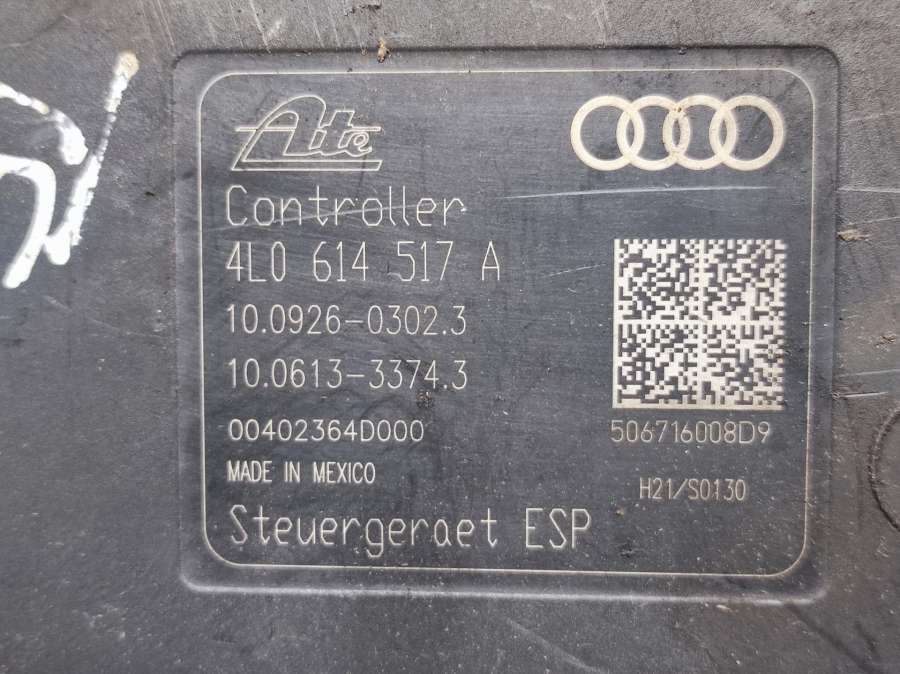 Ate
Controller
4L0 614 517 A
10.0926-0302.3
10.0613-3374.3
00402364D000
506716008D9
MADE IN MEXICO
H21/S0130
Steuergeraet ESP